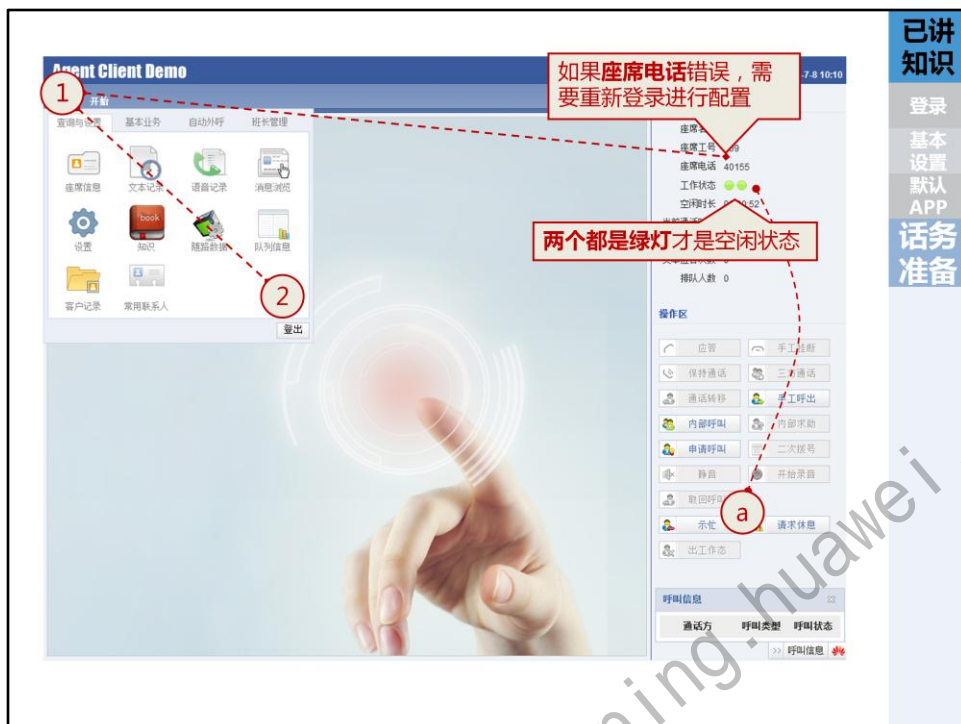 Agent Client Demo
-7-8 10:10
1
开始
查询与设置 基本业务 自动外呼 班长管理
座席信息 文本记录 语音记录 消息浏览
设置 知识 随路数据 队列信息
客户记录 常用联系人
2
登出
如果座席电话错误，需
要重新登录进行配置
座席工号
座席电话 40155
工作状态
空闲时长
:52
两个都是绿灯才是空闲状态
排队人数 0
操作区
应答 手工挂断
保持通话 三方通话
通话转移 手工呼出
内部呼叫 内部求助
申请呼叫 二次拨号
静音 开始录音
取回呼叫
a
示忙 请求休息
出工作态
呼叫信息
通话方 呼叫类型 呼叫状态
>> 呼叫信息
已讲
知识
登录
基本
设置
默认
APP
话务
准备
ning.huawei